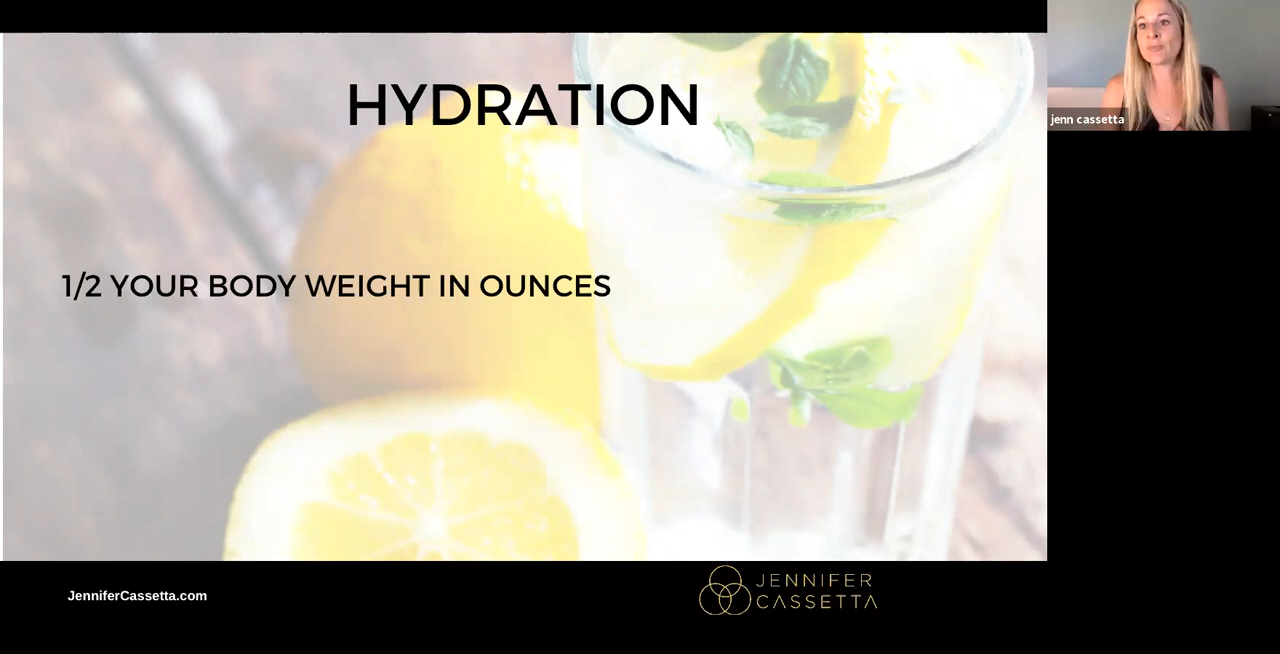 HYDRATION
jenn cassetta
1/2 YOUR BODY WEIGHT IN OUNCES
JenniferCassetta.com
JENNIFER
CASSETTA